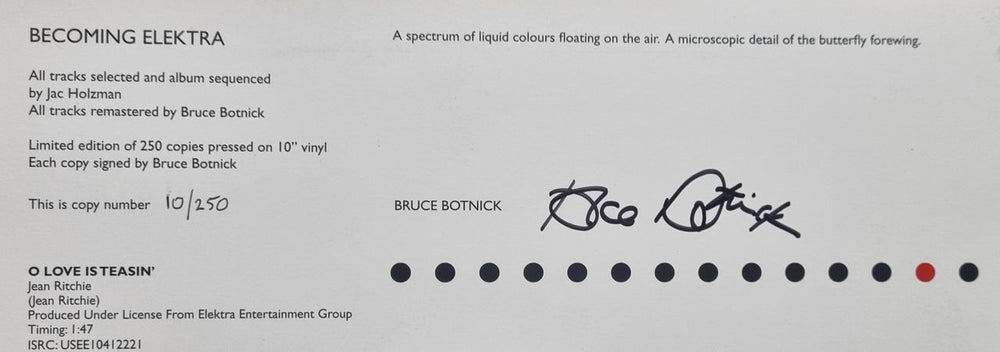 BECOMING ELEKTRA
A spectrum of liquid colours floating on the air. A microscopic detail of the butterfly forewing.
All tracks selected and album sequenced
by Jac Holzman
All tracks remastered by Bruce Botnick
Limited edition of 250 copies pressed on 10" vinyl
Each copy signed by Bruce Botnick
This is copy number 10/250
BRUCE BOTNICK Bruce Botnick
O LOVE IS TEASIN'
Jean Ritchie
(Jean Ritchie)
Produced Under License From Elektra Entertainment Group
Timing: 1:47
ISRC: USEE10412221